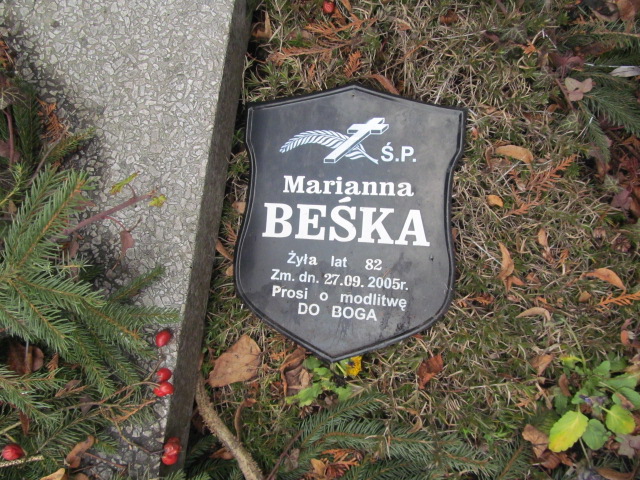 Ś.P.
Marianna
BEŚKA
Żyła lat 82
Zm. dn. 27.09.2005r.
Prosi o modlitwę
DO BOGA